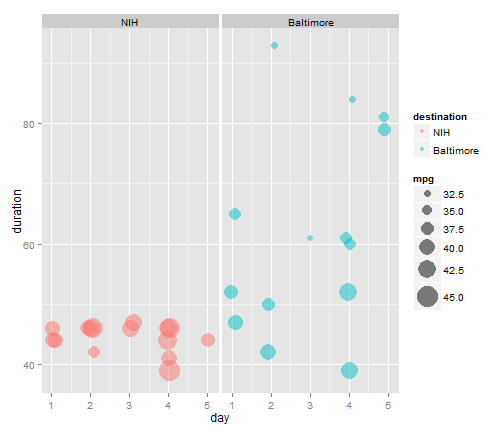 NIH
Baltimore
80
60
40
duration
1 2 3 4 5
1 2 3 4 5
day
destination
NIH
Baltimore
mpg
32.5
35.0
37.5
40.0
42.5
45.0